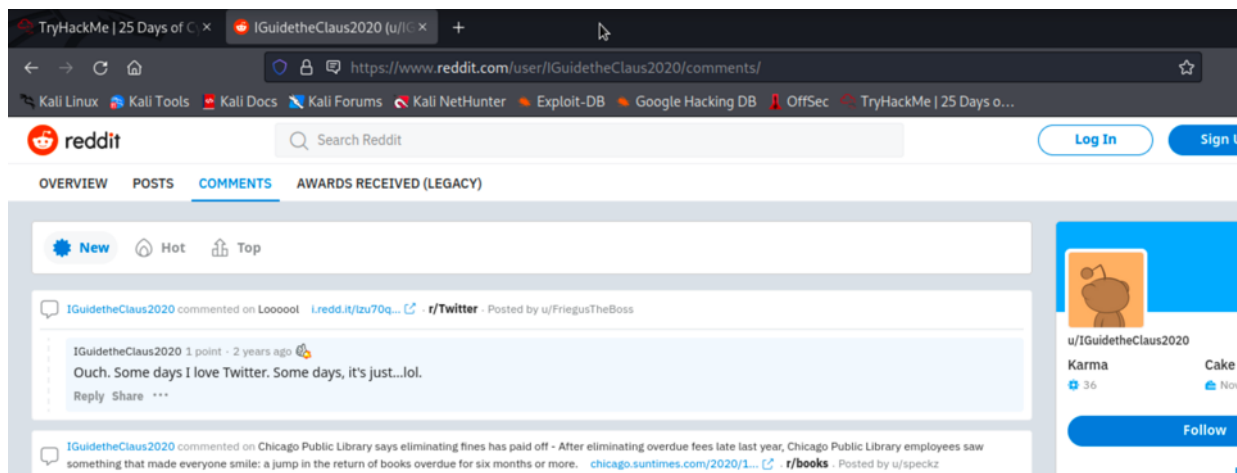 TryHackMe | 25 Days of C
IGuidetheClaus2020 (u/IG
https://www.reddit.com/user/IGuidetheClaus2020/comments/
Kali Linux Kali Tools Kali Docs Kali Forums Kali NetHunter Exploit-DB Google Hacking DB OffSec TryHackMe | 25 Days o...
reddit Search Reddit Log In Sign
OVERVIEW POSTS COMMENTS AWARDS RECEIVED (LEGACY)
New Hot Top
IGuidetheClaus2020 commented on Loooool i.redd.it/lzu70q... · r/Twitter · Posted by u/FriegusTheBoss
IGuidetheClaus2020 1 point · 2 years ago
Ouch. Some days I love Twitter. Some days, it's just...lol.
Reply Share ···
u/IGuidetheClaus2020
Karma Cake
36 Nov
Follow
IGuidetheClaus2020 commented on Chicago Public Library says eliminating fines has paid off - After eliminating overdue fees late last year, Chicago Public Library employees saw
something that made everyone smile: a jump in the return of books overdue for six months or more. chicago.suntimes.com/2020/1... · r/books · Posted by u/speckz